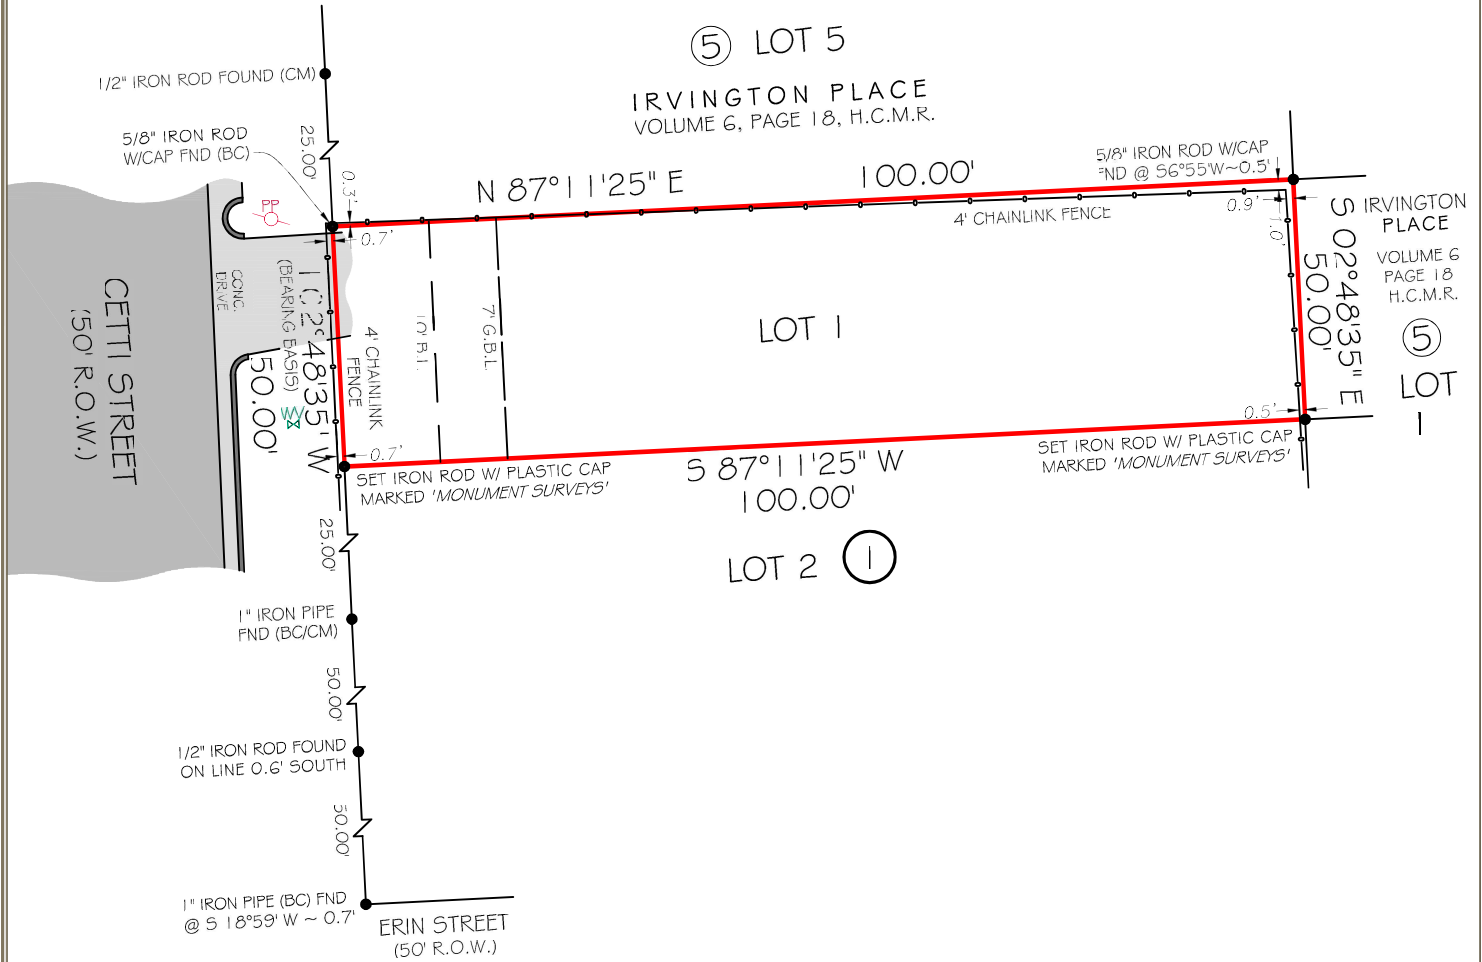 5 LOT 5
IRVINGTON PLACE
VOLUME 6, PAGE 18, H.C.M.R.
1/2" IRON ROD FOUND (CM)
25.00'
5/8" IRON ROD
W/CAP FND (BC)
0.3'
N 87°11'25" E
100.00'
5/8" IRON ROD W/CAP
FND @ S6°55'W~0.5'
4' CHAINLINK FENCE
0.9'
1.0'
IRVINGTON
PLACE
VOLUME 6
PAGE 18
H.C.M.R.
5
LOT
1
S 02°48'35" E
50.00'
PP
0.7'
CONC.
DRIVE
CETTI STREET
(50' R.O.W.)
(BEARING BASIS)
02°48'35" W
50.00'
W
4' CHAINLINK
FENCE
10' B.L.
7' G.B.L.
LOT 1
0.5'
0.7'
SET IRON ROD W/ PLASTIC CAP
MARKED 'MONUMENT SURVEYS'
S 87°11'25" W
100.00'
SET IRON ROD W/ PLASTIC CAP
MARKED 'MONUMENT SURVEYS'
LOT 2 1
25.00'
1" IRON PIPE
FND (BC/CM)
50.00'
1/2" IRON ROD FOUND
ON LINE 0.6' SOUTH
50.00'
1" IRON PIPE (BC) FND
@ S 18°59' W ~ 0.7'
ERIN STREET
(50' R.O.W.)